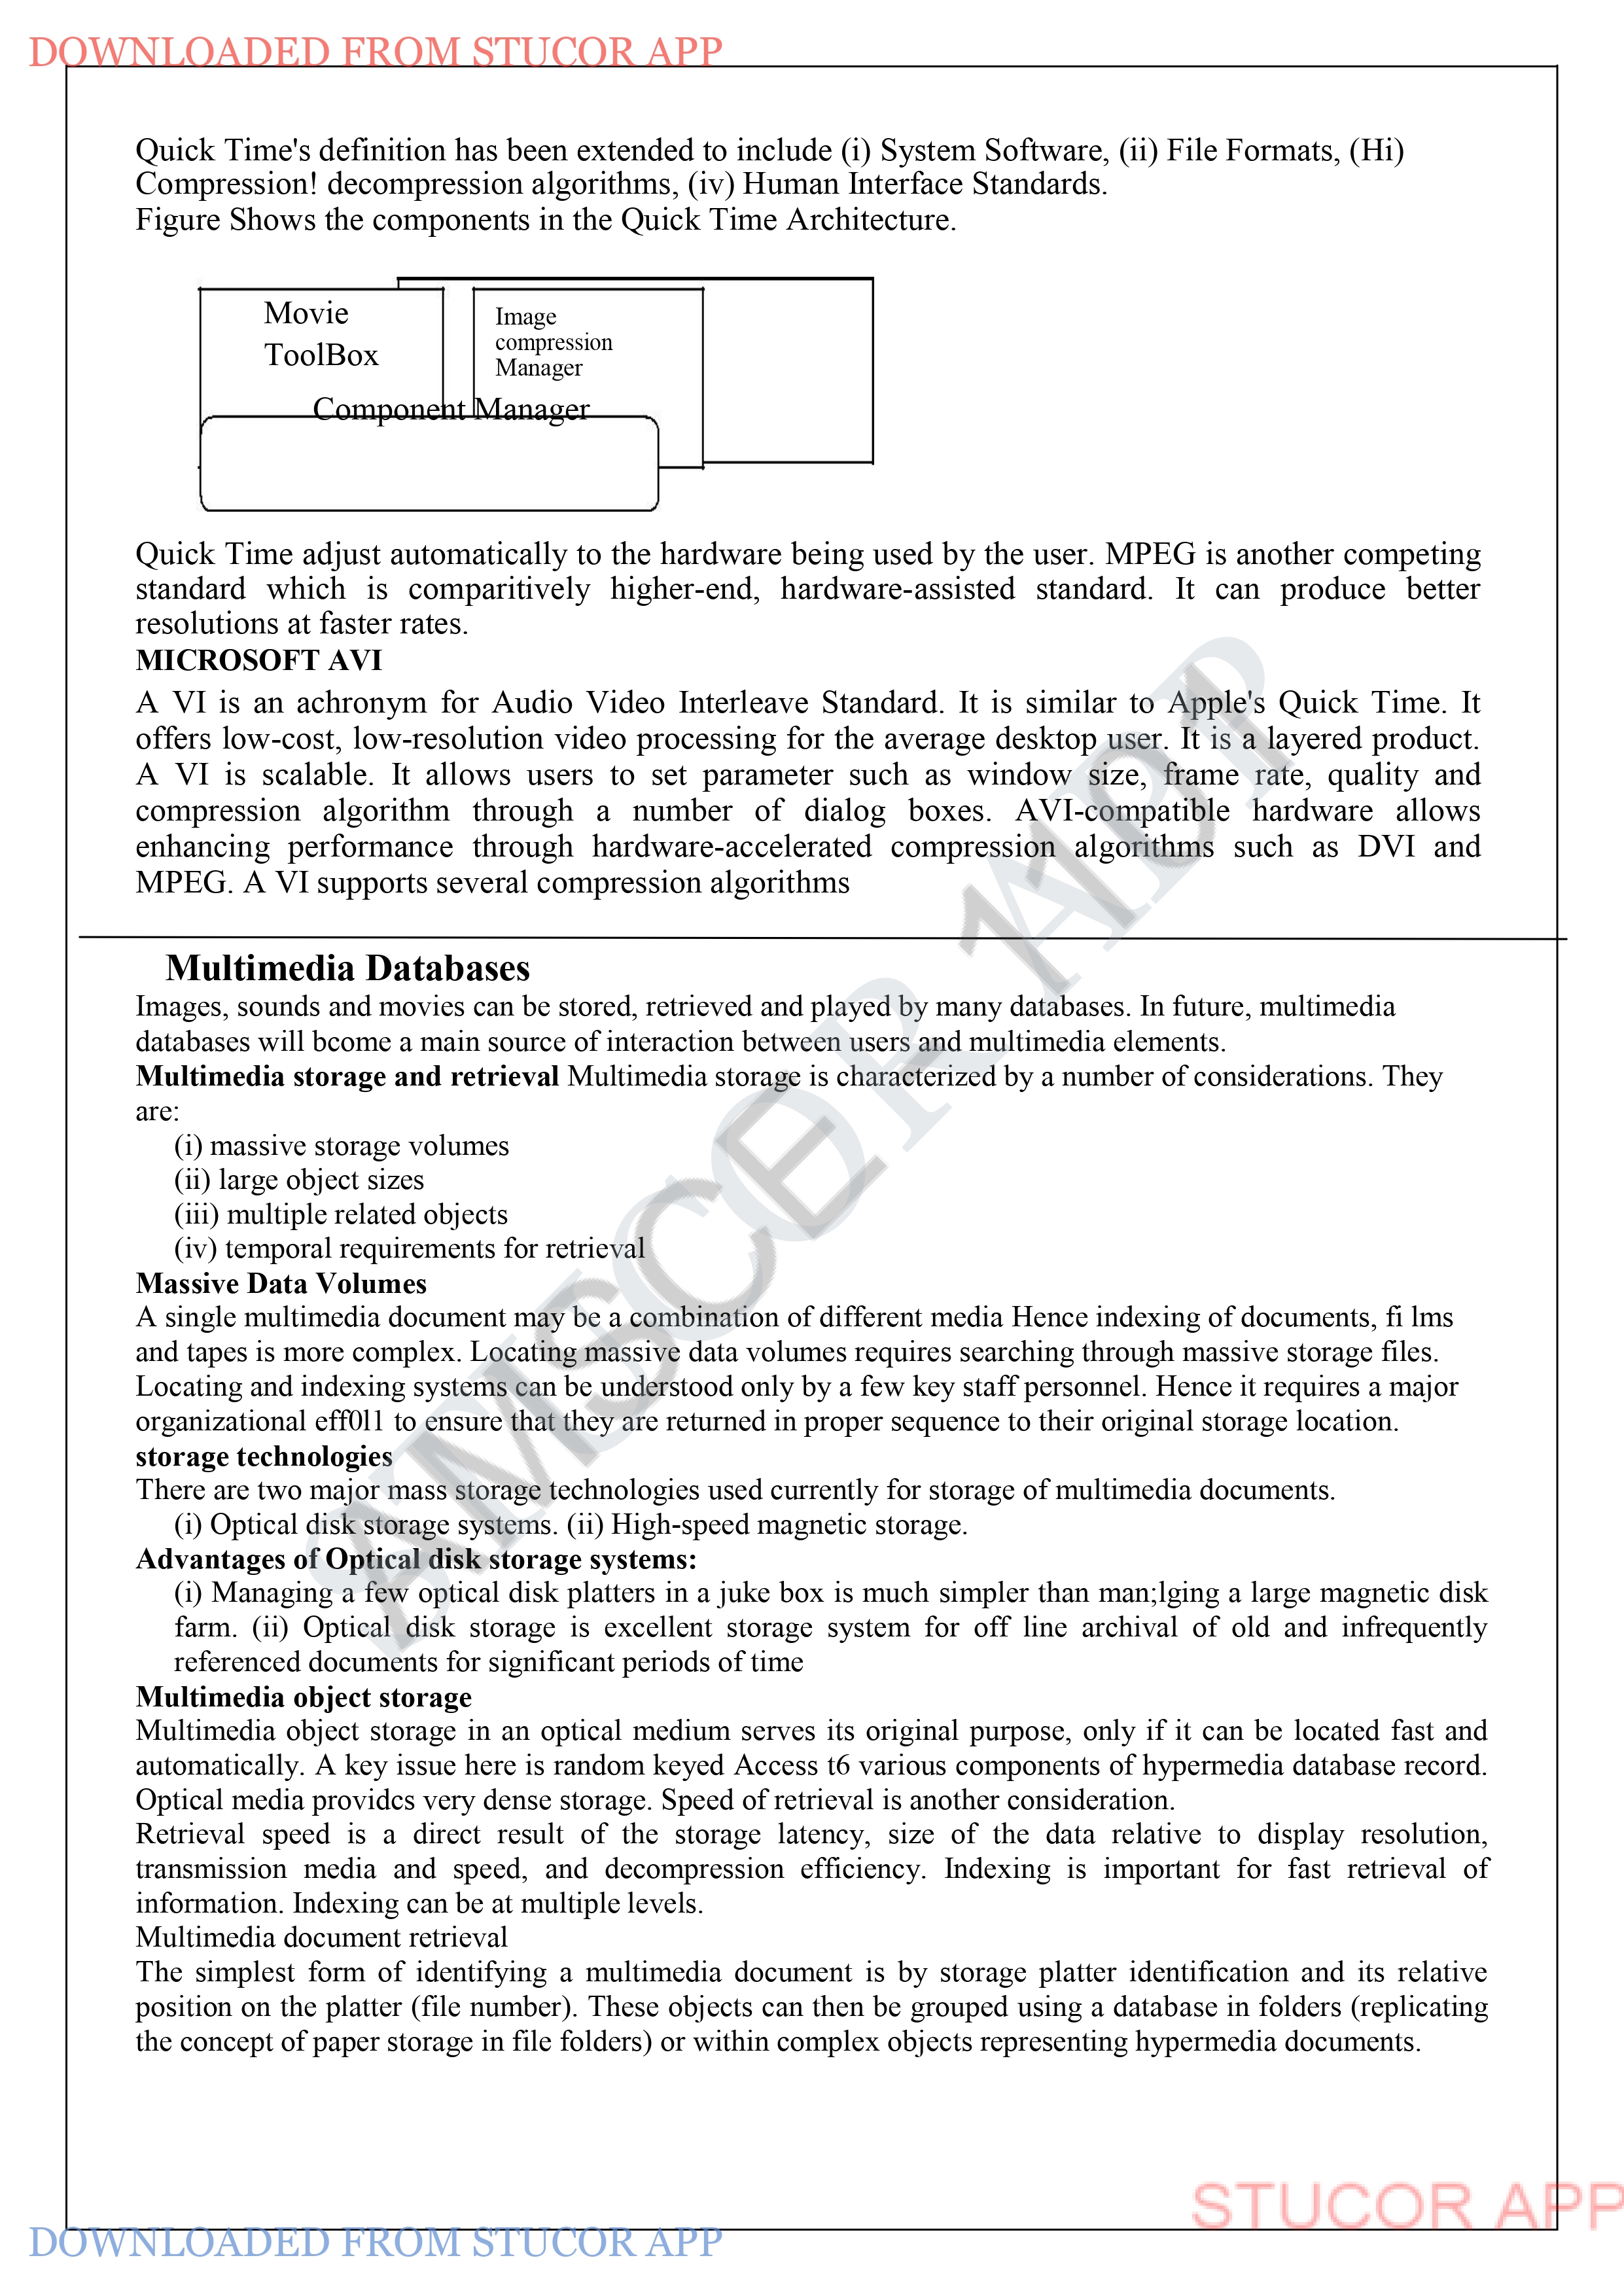 DOWNLOADED FROM STUCOR APP
Quick Time's definition has been extended to include (i) System Software, (ii) File Formats, (Hi)
Compression! decompression algorithms, (iv) Human Interface Standards.
Figure Shows the components in the Quick Time Architecture.
Movie
ToolBox
Image
compression
Manager
Component Manager
Quick Time adjust automatically to the hardware being used by the user. MPEG is another competing
standard which is comparitively higher-end, hardware-assisted standard. It can produce better
resolutions at faster rates.
MICROSOFT AVI
A VI is an achronym for Audio Video Interleave Standard. It is similar to Apple's Quick Time. It
offers low-cost, low-resolution video processing for the average desktop user. It is a layered product.
A VI is scalable. It allows users to set parameter such as window size, frame rate, quality and
compression algorithm through a number of dialog boxes. AVI-compatible hardware allows
enhancing performance through hardware-accelerated compression algorithms such as DVI and
MPEG. A VI supports several compression algorithms
Multimedia Databases
Images, sounds and movies can be stored, retrieved and played by many databases. In future, multimedia
databases will bcome a main source of interaction between users and multimedia elements.
Multimedia storage and retrieval Multimedia storage is characterized by a number of considerations. They
are:
(i) massive storage volumes
(ii) large object sizes
(iii) multiple related objects
(iv) temporal requirements for retrieval
Massive Data Volumes
A single multimedia document may be a combination of different media Hence indexing of documents, fi lms
and tapes is more complex. Locating massive data volumes requires searching through massive storage files.
Locating and indexing systems can be understood only by a few key staff personnel. Hence it requires a major
organizational eff0l1 to ensure that they are returned in proper sequence to their original storage location.
storage technologies
There are two major mass storage technologies used currently for storage of multimedia documents.
(i) Optical disk storage systems. (ii) High-speed magnetic storage.
Advantages of Optical disk storage systems:
(i) Managing a few optical disk platters in a juke box is much simpler than man;lging a large magnetic disk
farm. (ii) Optical disk storage is excellent storage system for off line archival of old and infrequently
referenced documents for significant periods of time
Multimedia object storage
Multimedia object storage in an optical medium serves its original purpose, only if it can be located fast and
automatically. A key issue here is random keyed Access t6 various components of hypermedia database record.
Optical media providcs very dense storage. Speed of retrieval is another consideration.
Retrieval speed is a direct result of the storage latency, size of the data relative to display resolution,
transmission media and speed, and decompression efficiency. Indexing is important for fast retrieval of
information. Indexing can be at multiple levels.
Multimedia document retrieval
The simplest form of identifying a multimedia document is by storage platter identification and its relative
position on the platter (file number). These objects can then be grouped using a database in folders (replicating
the concept of paper storage in file folders) or within complex objects representing hypermedia documents.
AMSCE 1101
STUCOR APP
STUCOR APP
DOWNLOADED FROM STUCOR APP